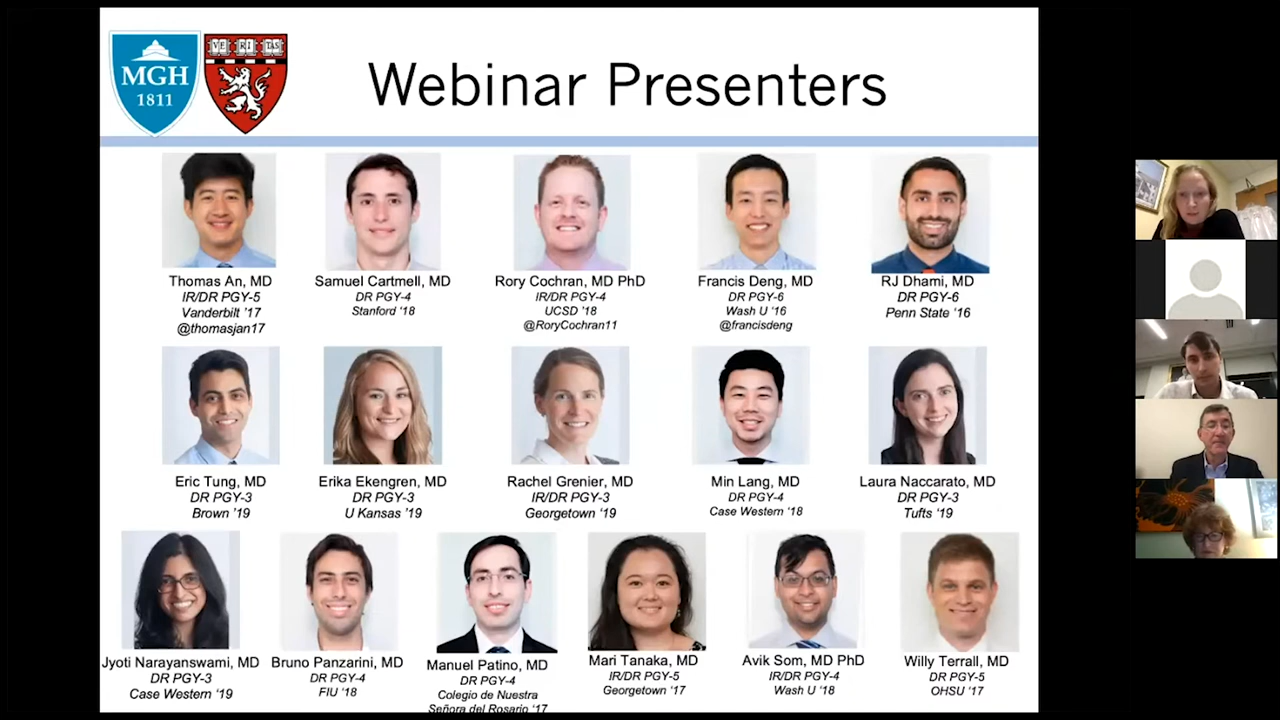 MGH
1811
VE RI TAS
Webinar Presenters
Thomas An, MD
IR/DR PGY-5
Vanderbilt '17
@thomasjan17
Samuel Cartmell, MD
DR PGY-4
Stanford '18
Rory Cochran, MD PhD
IR/DR PGY-4
UCSD '18
@RoryCochran11
Francis Deng, MD
DR PGY-6
Wash U '16
@francisdeng
RJ Dhami, MD
DR PGY-6
Penn State '16
Eric Tung, MD
DR PGY-3
Brown '19
Erika Ekengren, MD
DR PGY-3
U Kansas '19
Rachel Grenier, MD
IR/DR PGY-3
Georgetown '19
Min Lang, MD
DR PGY-4
Case Western '18
Laura Naccarato, MD
DR PGY-3
Tufts '19
Jyoti Narayanswami, MD
DR PGY-3
Case Western '19
Bruno Panzarini, MD
DR PGY-4
FIU '18
Manuel Patino, MD
DR PGY-4
Colegio de Nuestra
Señora del Rosario '17
Mari Tanaka, MD
IR/DR PGY-5
Georgetown '17
Avik Som, MD PhD
IR/DR PGY-4
Wash U '18
Willy Terrall, MD
DR PGY-5
OHSU '17